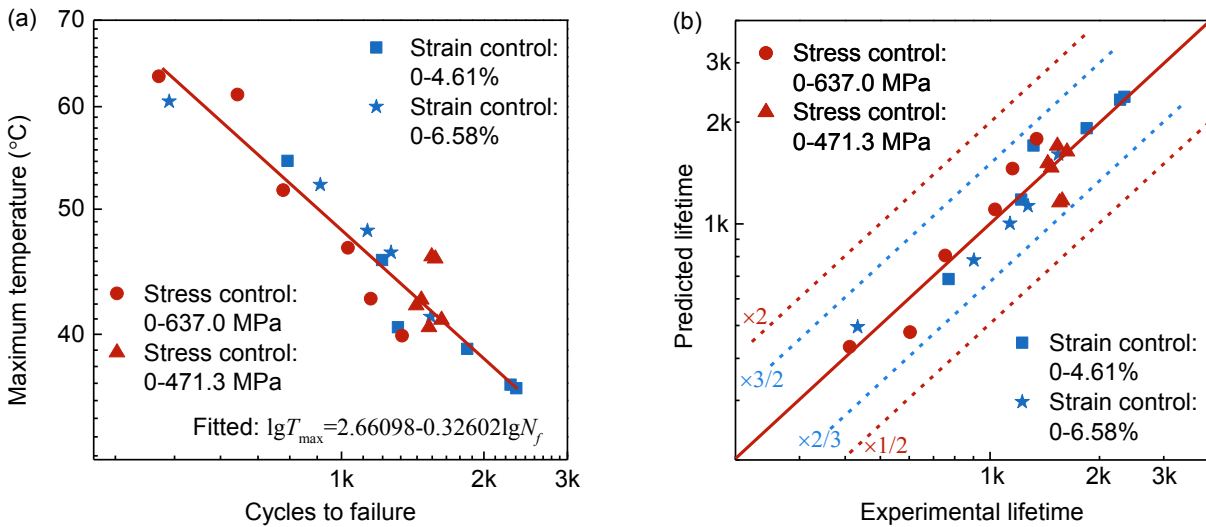 (a)
70
60
50
40
Maximum temperature (°C)
Strain control:
0-4.61%
Strain control:
0-6.58%
Stress control:
0-637.0 MPa
Stress control:
0-471.3 MPa
Fitted: lgTmax=2.66098-0.32602lgNf
1k 2k 3k
Cycles to failure
(b)
3k
2k
1k
Predicted lifetime
Stress control:
0-637.0 MPa
Stress control:
0-471.3 MPa
×2
×3/2
×2/3
×1/2
Strain control:
0-4.61%
Strain control:
0-6.58%
1k 2k 3k
Experimental lifetime